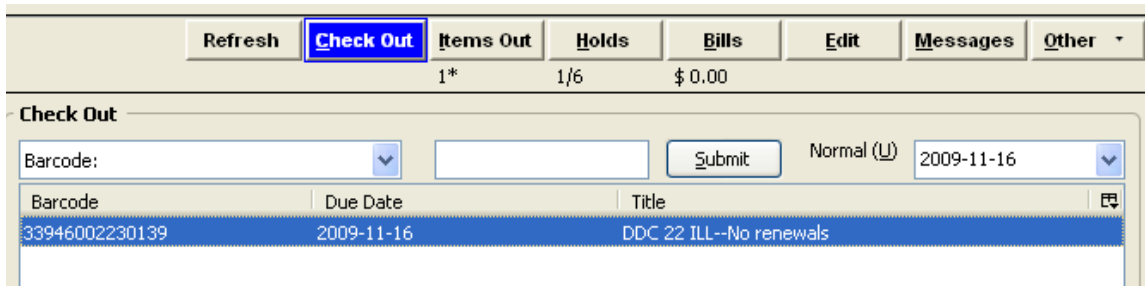 Refresh Check Out Items Out Holds Bills Edit Messages Other
1* 1/6 $ 0.00
Check Out
Barcode: Submit Normal (U) 2009-11-16
Barcode Due Date Title
33946002230139 2009-11-16 DDC 22 ILL--No renewals